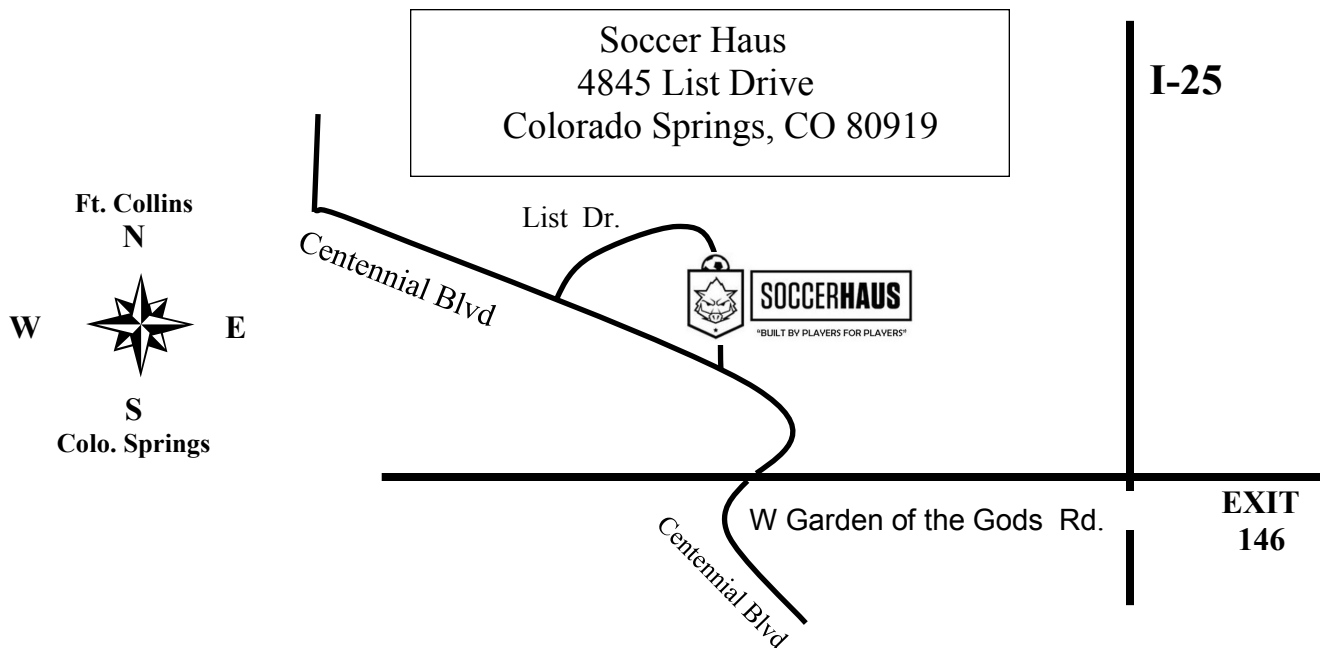 Soccer Haus
4845 List Drive
Colorado Springs, CO 80919
I-25
Ft. Collins
N
W
E
S
Colo. Springs
List  Dr.
Centennial Blvd
SOCCERHAUS
"BUILT BY PLAYERS FOR PLAYERS"
W Garden of the Gods  Rd.
EXIT
146
Centennial Blvd